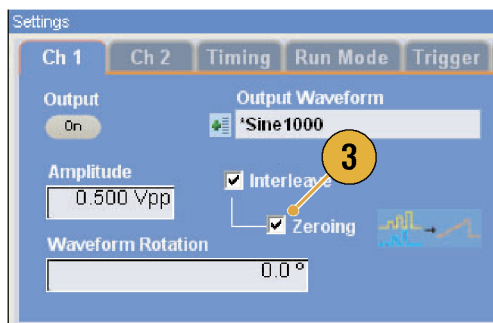 Settings
Ch 1 Ch 2 Timing Run Mode Trigger
Output
On
Output Waveform
*Sine1000
3
Amplitude
0.500 Vpp
Interleave
Zeroing
Waveform Rotation
0.0 °